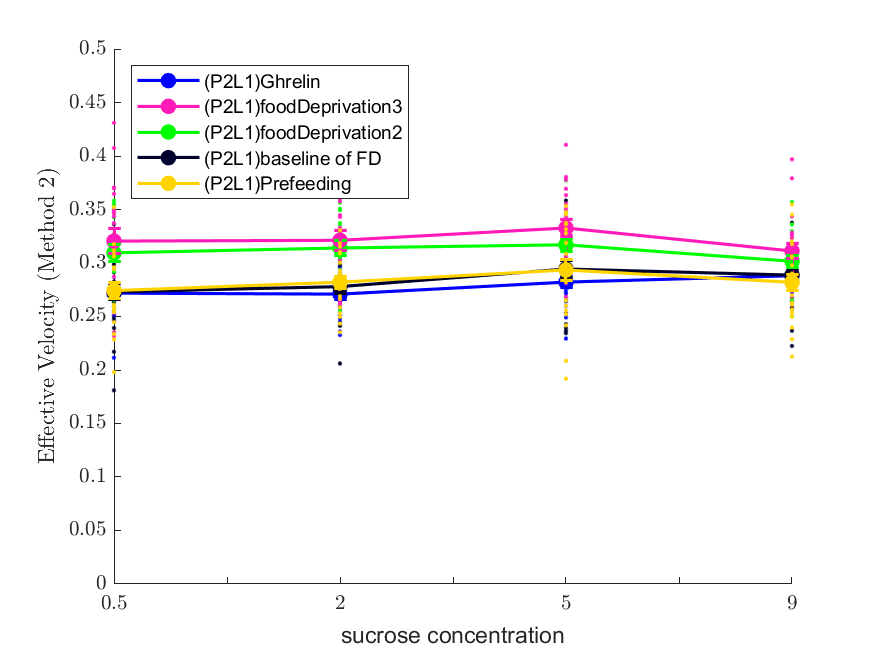 0.5
0.45
0.4
0.35
0.3
0.25
0.2
0.15
0.1
0.05
0
Effective Velocity (Method 2)
(P2L1)Ghrelin
(P2L1)foodDeprivation3
(P2L1)foodDeprivation2
(P2L1)baseline of FD
(P2L1)Prefeeding
0.5 2 5 9
sucrose concentration